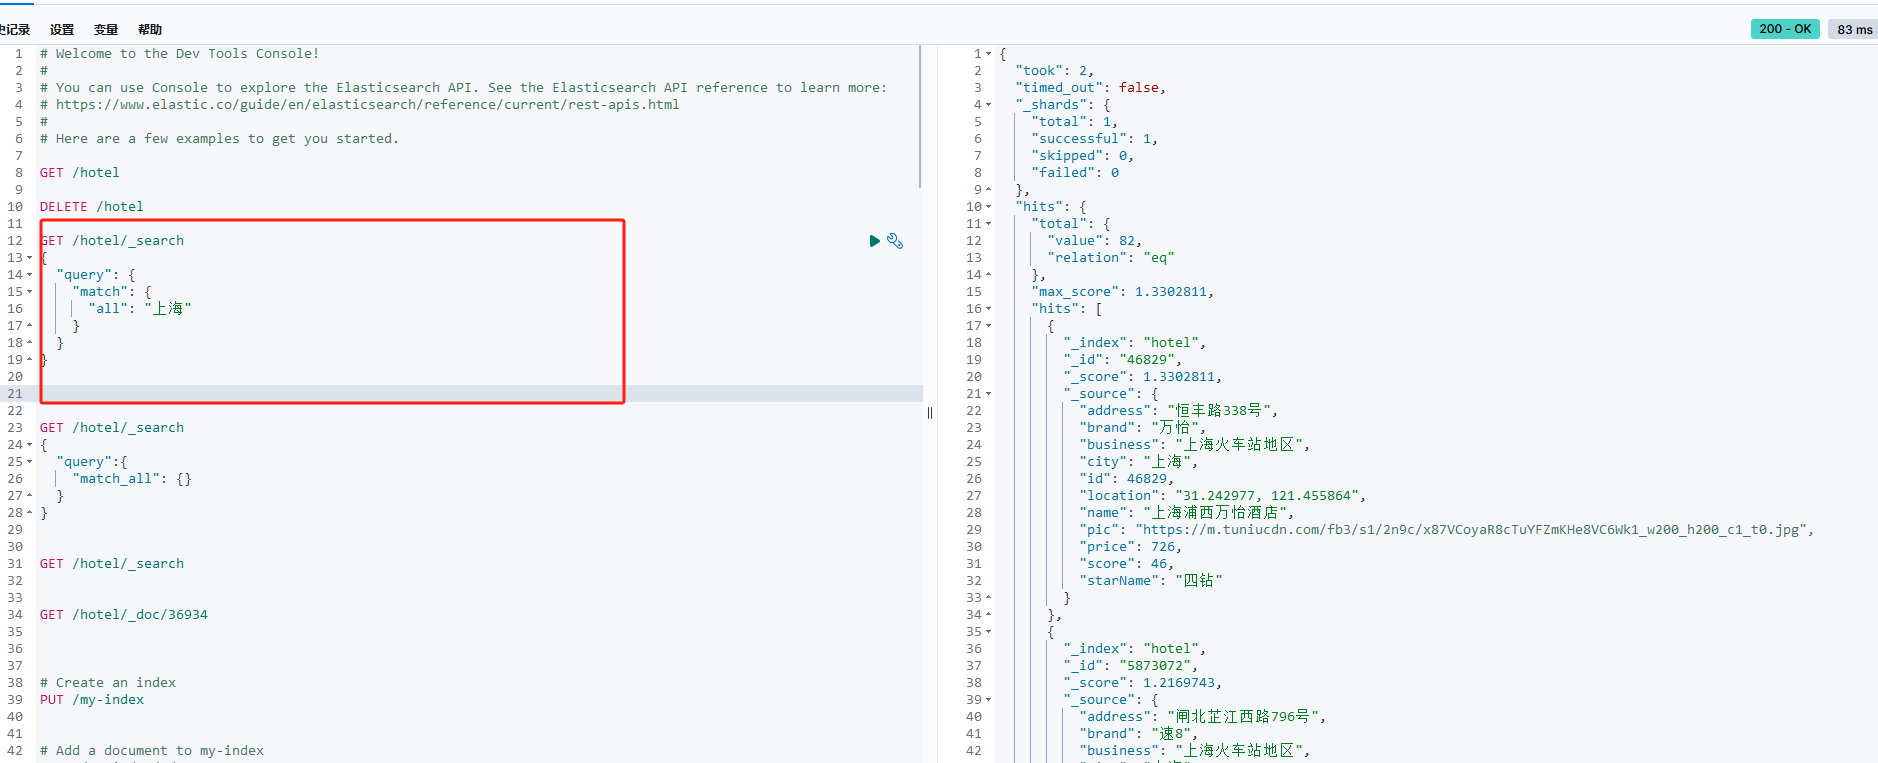 史记录 设置 变量 帮助
200 - OK 83 ms
1 # Welcome to the Dev Tools Console!
2 #
3 # You can use Console to explore the Elasticsearch API. See the Elasticsearch API reference to learn more:
4 # https://www.elastic.co/guide/en/elasticsearch/reference/current/rest-apis.html
5 #
6 # Here are a few examples to get you started.
7
8 GET /hotel
9
10 DELETE /hotel
11
12 GET /hotel/_search
13 {
14 "query": {
15 "match": {
16 "all": "上海"
17 }
18 }
19 }
20
21
22
23 GET /hotel/_search
24 {
25 "query":{
26 "match_all": {}
27 }
28 }
29
30
31 GET /hotel/_search
32
33
34 GET /hotel/_doc/36934
35
36
37
38 # Create an index
39 PUT /my-index
40
41
42 # Add a document to my-index
1 {
2 "took": 2,
3 "timed_out": false,
4 "_shards": {
5 "total": 1,
6 "successful": 1,
7 "skipped": 0,
8 "failed": 0
9 },
10 "hits": {
11 "total": {
12 "value": 82,
13 "relation": "eq"
14 },
15 "max_score": 1.3302811,
16 "hits": [
17 {
18 "_index": "hotel",
19 "_id": "46829",
20 "_score": 1.3302811,
21 "_source": {
22 "address": "恒丰路338号",
23 "brand": "万怡",
24 "business": "上海火车站地区",
25 "city": "上海",
26 "id": 46829,
27 "location": "31.242977, 121.455864",
28 "name": "上海浦西万怡酒店",
29 "pic": "https://m.tuniucdn.com/fb3/s1/2n9c/x87VCoyaR8cTuYFZmKHe8VC6Wk1_w200_h200_c1_t0.jpg",
30 "price": 726,
31 "score": 46,
32 "starName": "四钻"
33 }
34 },
35 {
36 "_index": "hotel",
37 "_id": "5873072",
38 "_score": 1.2169743,
39 "_source": {
40 "address": "闸北芷江西路796号",
41 "brand": "速8",
42 "business": "上海火车站地区",